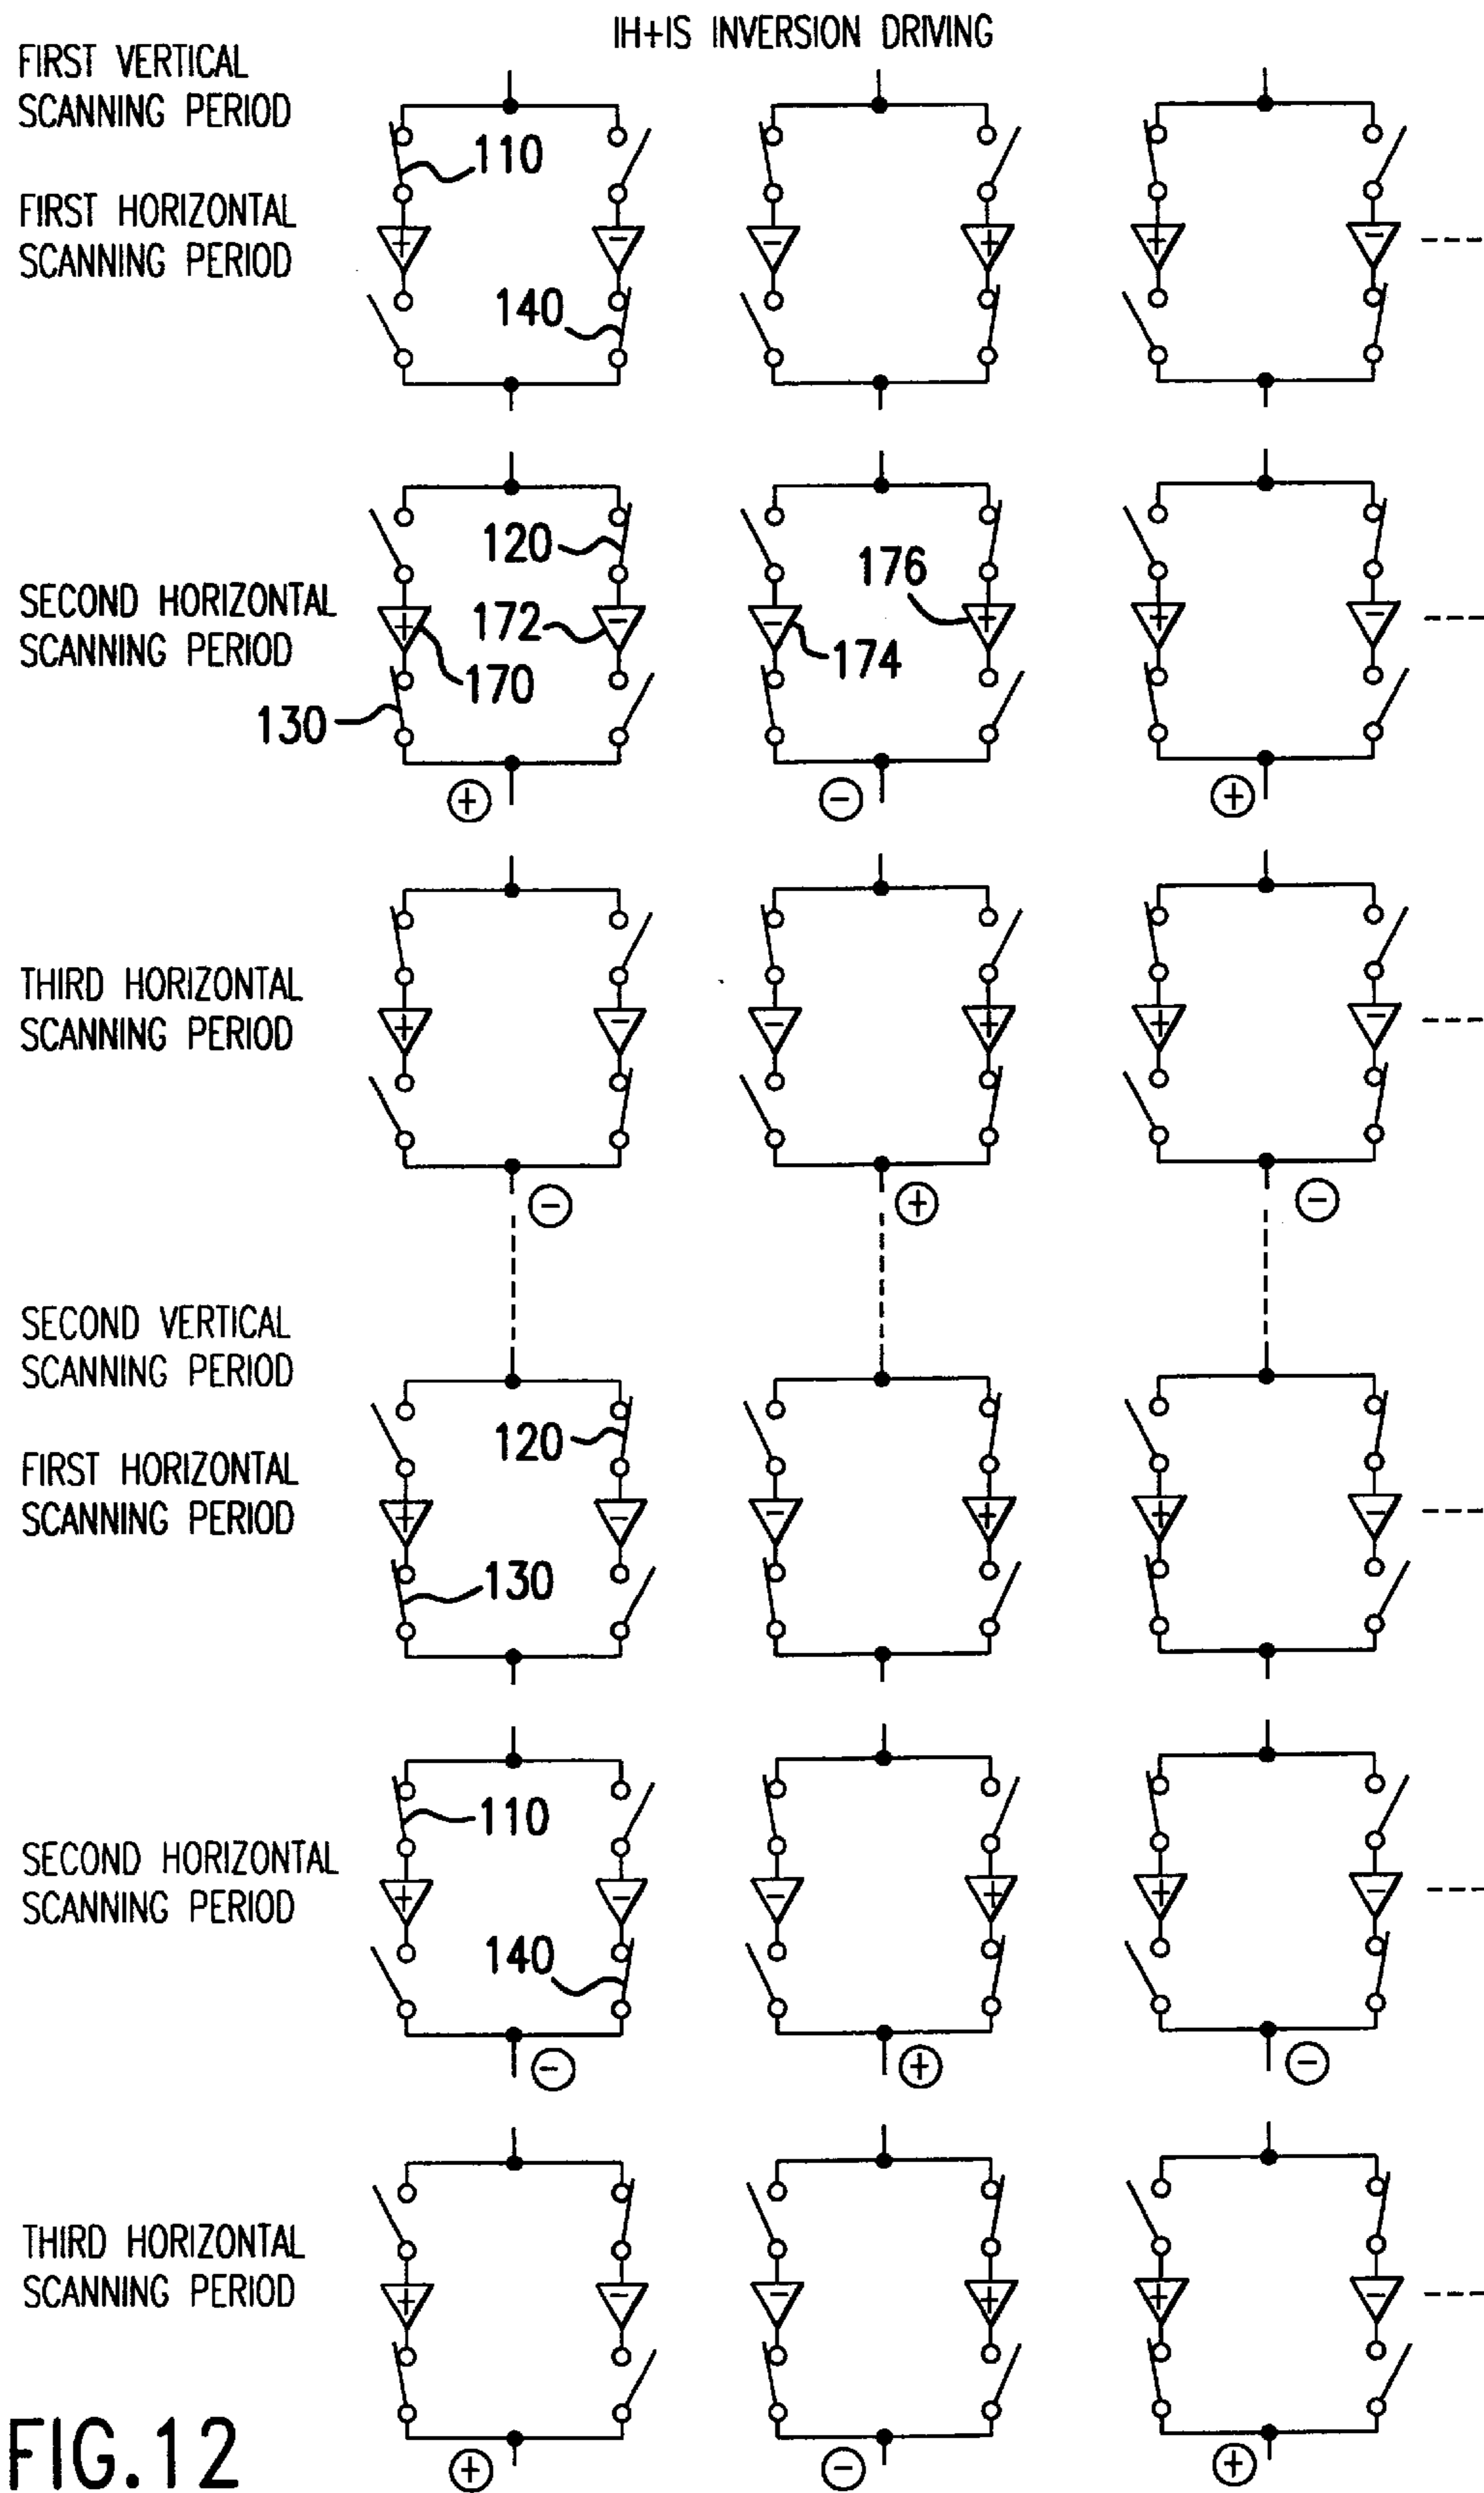 IH+IS INVERSION DRIVING
FIRST VERTICAL
SCANNING PERIOD
110
FIRST HORIZONTAL
SCANNING PERIOD
+ - - + + -
140
120
176
SECOND HORIZONTAL
SCANNING PERIOD
+ 172 - - + + -
170
174
130
+ - +
THIRD HORIZONTAL
SCANNING PERIOD
+ - - + + -
- + -
SECOND VERTICAL
SCANNING PERIOD
120
FIRST HORIZONTAL
SCANNING PERIOD
+ - - + + -
130
110
SECOND HORIZONTAL
SCANNING PERIOD
+ - - + + -
140
- + -
THIRD HORIZONTAL
SCANNING PERIOD
+ - - + + -
+ - +
FIG.12